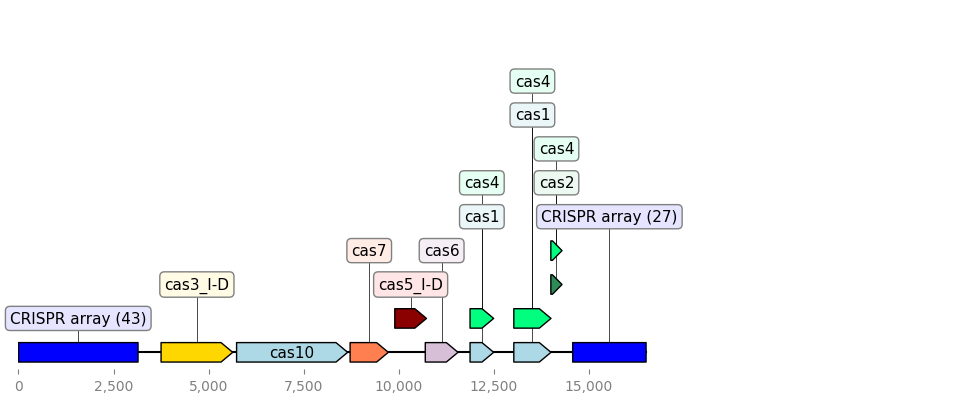 cas4
cas1
cas4
cas4
cas2
cas1
CRISPR array (27)
cas7
cas6
cas3_I-D
cas5_I-D
CRISPR array (43)
cas10
0
2,500
5,000
7,500
10,000
12,500
15,000